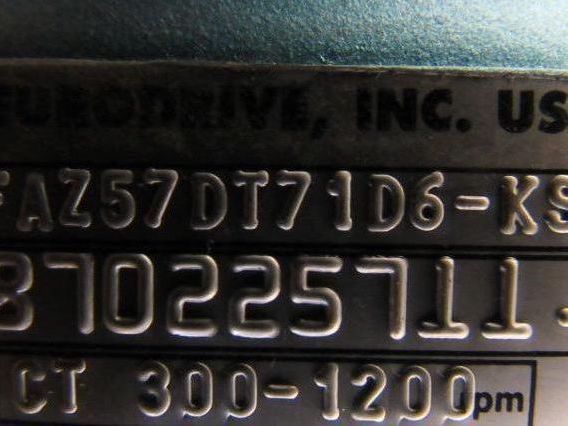 EURODRIVE, INC. US
FAZ57DT71D6-KS
870225711.
CT 300-1200 rpm